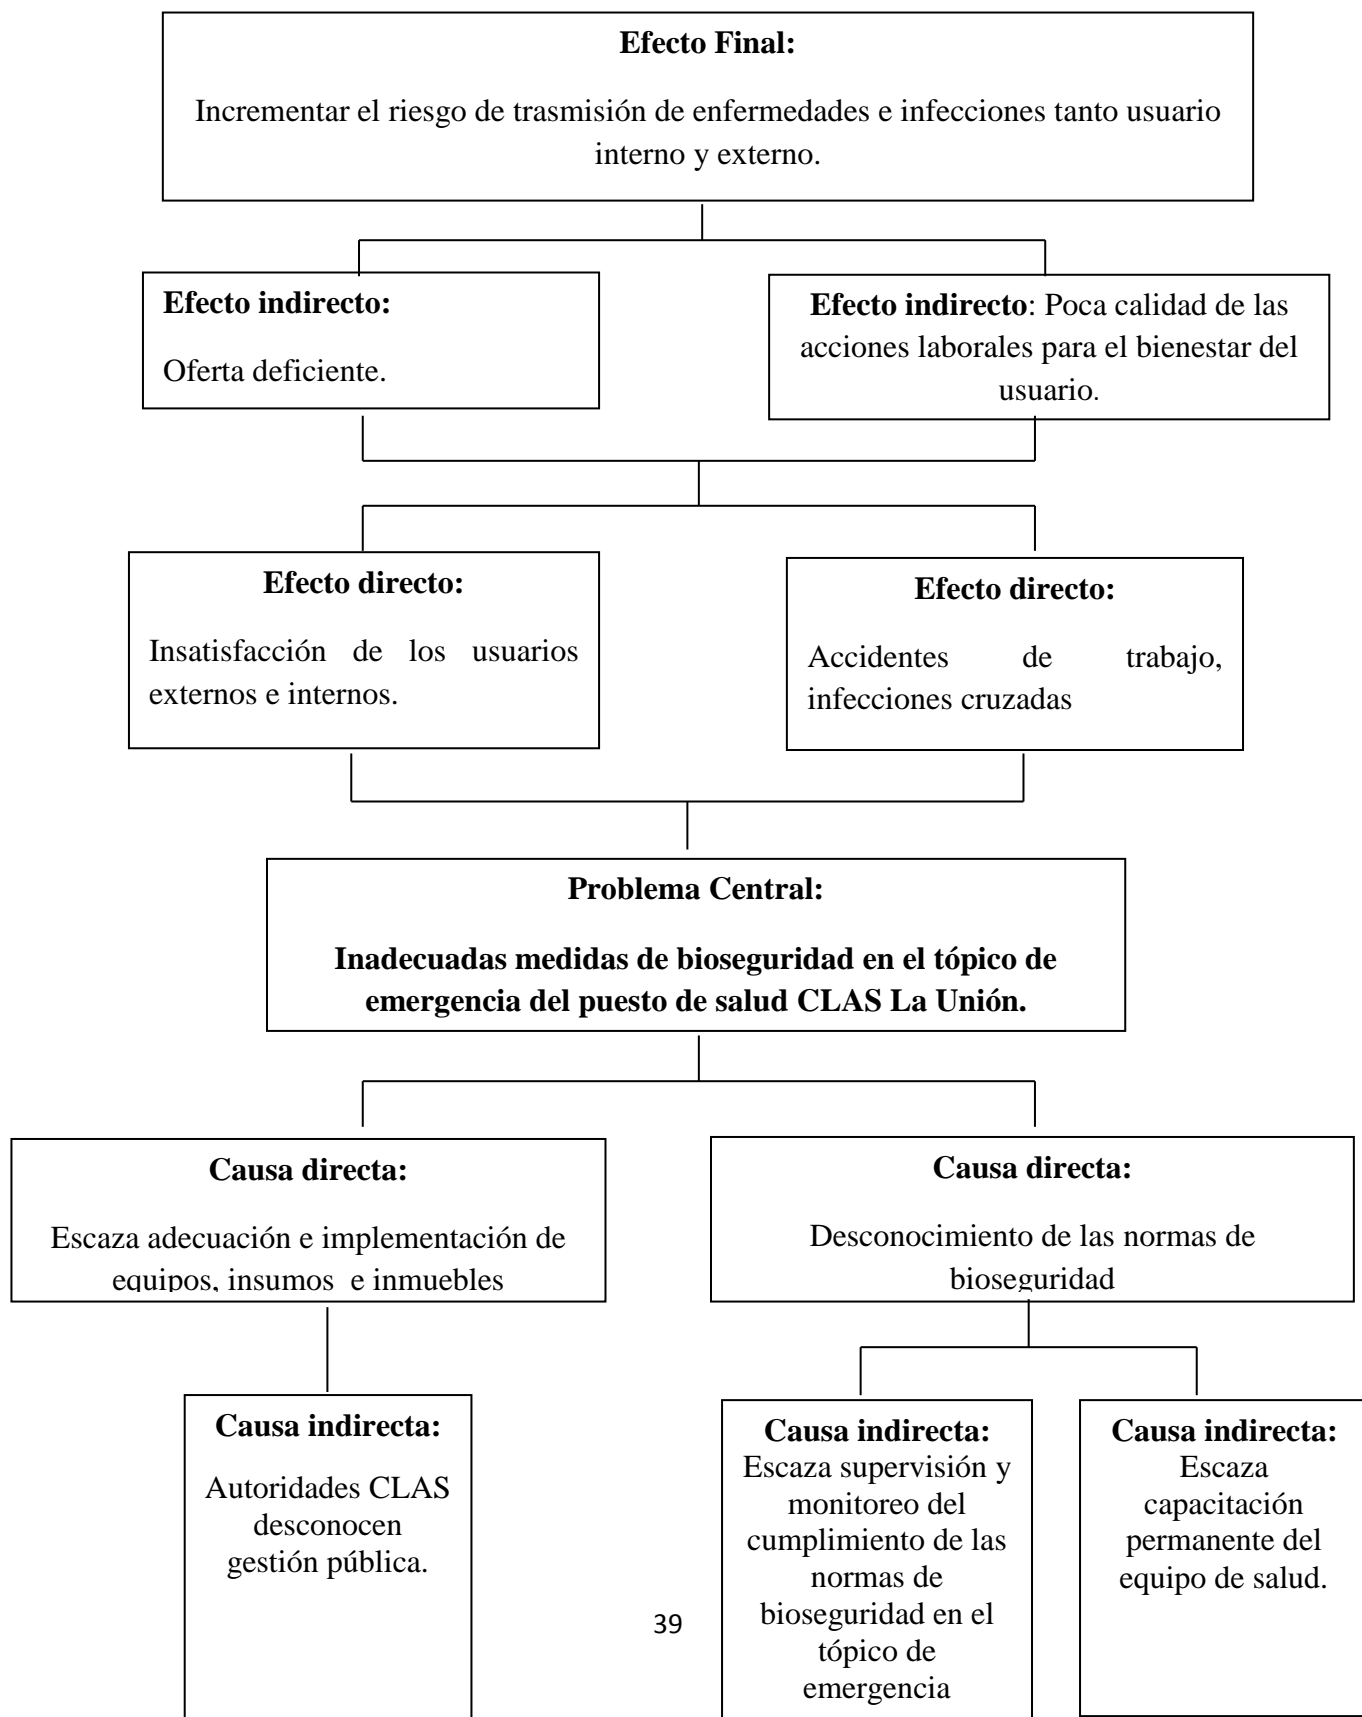 Efecto Final:
Incrementar el riesgo de trasmisión de enfermedades e infecciones tanto usuario
interno y externo.
Efecto indirecto:
Oferta deficiente.
Efecto indirecto: Poca calidad de las
acciones laborales para el bienestar del
usuario.
Efecto directo:
Insatisfacción de los usuarios
externos e internos.
Efecto directo:
Accidentes de trabajo,
infecciones cruzadas
Problema Central:
Inadecuadas medidas de bioseguridad en el tópico de
emergencia del puesto de salud CLAS La Unión.
Causa directa:
Escaza adecuación e implementación de
equipos, insumos e inmuebles
Causa directa:
Desconocimiento de las normas de
bioseguridad
Causa indirecta:
Autoridades CLAS
desconocen
gestión pública.
Causa indirecta:
Escaza supervisión y
monitoreo del
cumplimiento de las
normas de
bioseguridad en el
tópico de
emergencia
Causa indirecta:
Escaza
capacitación
permanente del
equipo de salud.
39